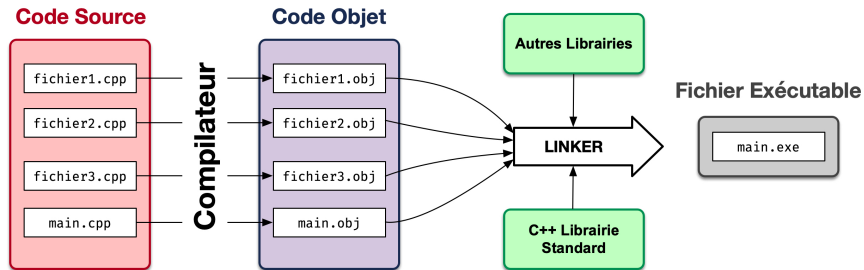 Code Source
fichier1.cpp
fichier2.cpp
fichier3.cpp
main.cpp
Compilateur
Code Objet
fichier1.obj
fichier2.obj
fichier3.obj
main.obj
Autres Librairies
LINKER
C++ Librairie
Standard
Fichier Exécutable
main.exe